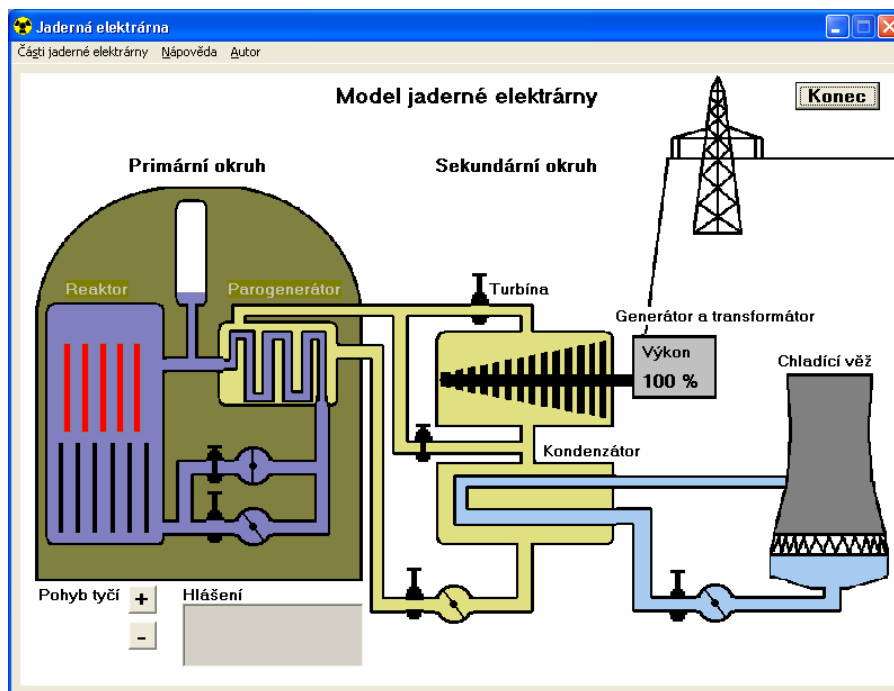 Jaderná elektrárna
Části jaderné elektrárny Nápověda Autor
Model jaderné elektrárny
Konec
Primární okruh
Sekundární okruh
Reaktor
Parogenerátor
Turbína
Generátor a transformátor
Výkon
100 %
Chladící věž
Kondenzátor
Pohyb tyčí
+
-
Hlášení